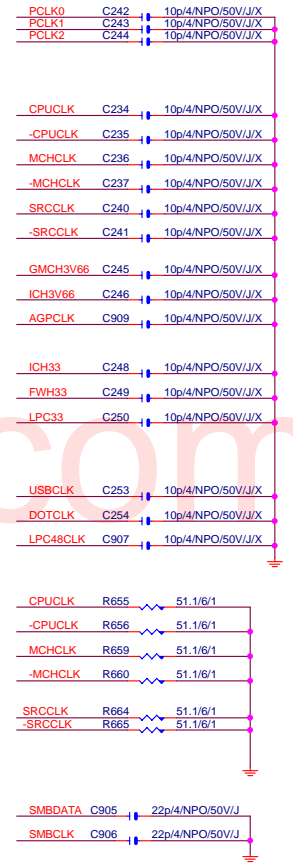 PCLK0 C242 10p/4/NPO/50V/J/X
PCLK1 C243 10p/4/NPO/50V/J/X
PCLK2 C244 10p/4/NPO/50V/J/X
CPUCLK C234 10p/4/NPO/50V/J/X
-CPUCLK C235 10p/4/NPO/50V/J/X
MCHCLK C236 10p/4/NPO/50V/J/X
-MCHCLK C237 10p/4/NPO/50V/J/X
SRCCLK C240 10p/4/NPO/50V/J/X
-SRCCLK C241 10p/4/NPO/50V/J/X
GMCH3V66 C245 10p/4/NPO/50V/J/X
ICH3V66 C246 10p/4/NPO/50V/J/X
AGPCLK C909 10p/4/NPO/50V/J/X
ICH33 C248 10p/4/NPO/50V/J/X
FWH33 C249 10p/4/NPO/50V/J/X
LPC33 C250 10p/4/NPO/50V/J/X
com
USBCLK C253 10p/4/NPO/50V/J/X
DOTCLK C254 10p/4/NPO/50V/J/X
LPC48CLK C907 10p/4/NPO/50V/J/X
CPUCLK R655 51.1/6/1
-CPUCLK R656 51.1/6/1
MCHCLK R659 51.1/6/1
-MCHCLK R660 51.1/6/1
SRCCLK R664 51.1/6/1
-SRCCLK R665 51.1/6/1
SMBDATA C905 22p/4/NPO/50V/J
SMBCLK C906 22p/4/NPO/50V/J